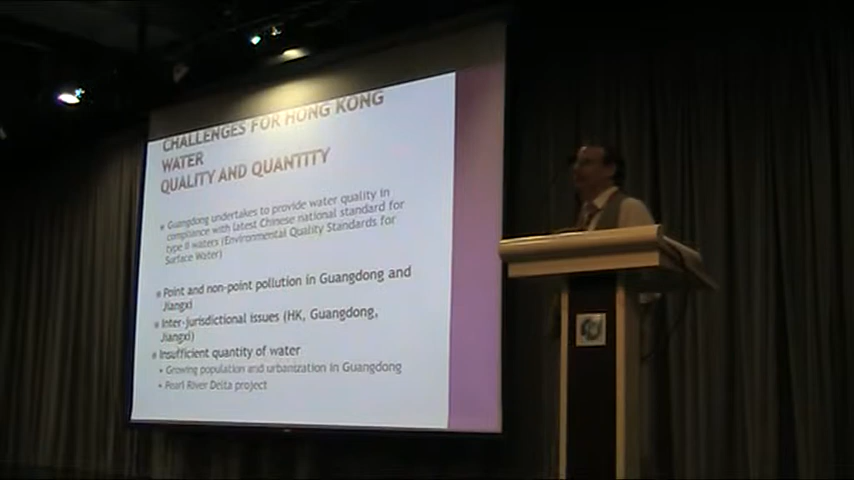 CHALLENGES FOR HONG KONG
WATER
QUALITY AND QUANTITY
Guangdong undertakes to provide water quality in
compliance with latest Chinese national standard for
type II waters (Environmental Quality Standards for
Surface Water)
Point and non-point pollution in Guangdong and
Jiangxi
Inter-jurisdictional issues (HK, Guangdong,
Jiangxi)
Insufficient quantity of water
• Growing population and urbanization in Guangdong
• Pearl River Delta project